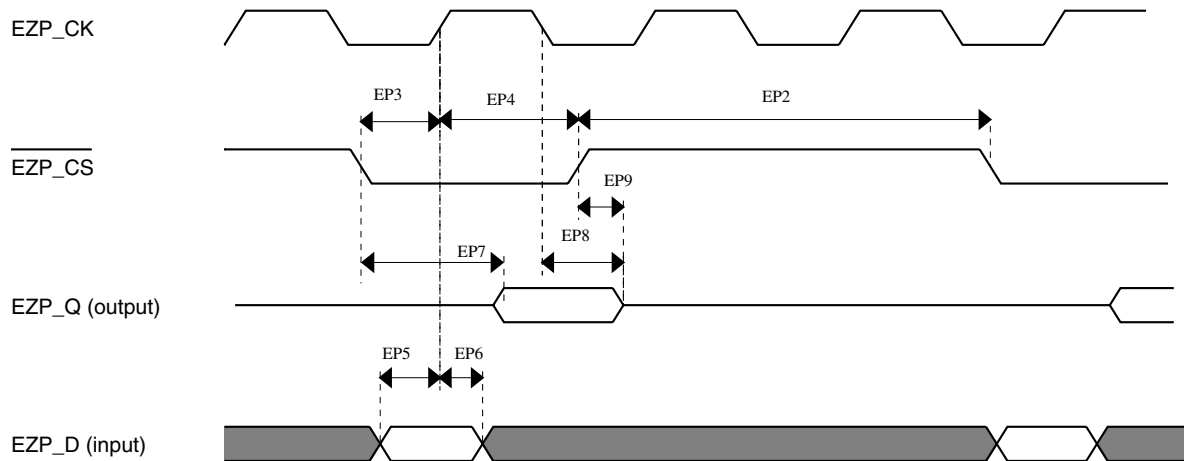 EZP_CK
EP3
EP4
EP2
EZP_CS
EP9
EP8
EP7
EZP_Q (output)
EP5
EP6
EZP_D (input)